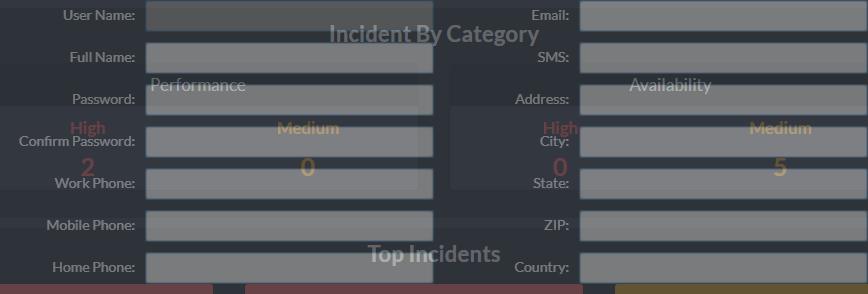 User Name: Email:
Incident By Category
Full Name: SMS:
Performance Availability
Password: Address:
High Medium High Medium
Confirm Password: City:
2 0 0 5
Work Phone: State:
Mobile Phone: ZIP:
Top Incidents
Home Phone: Country: